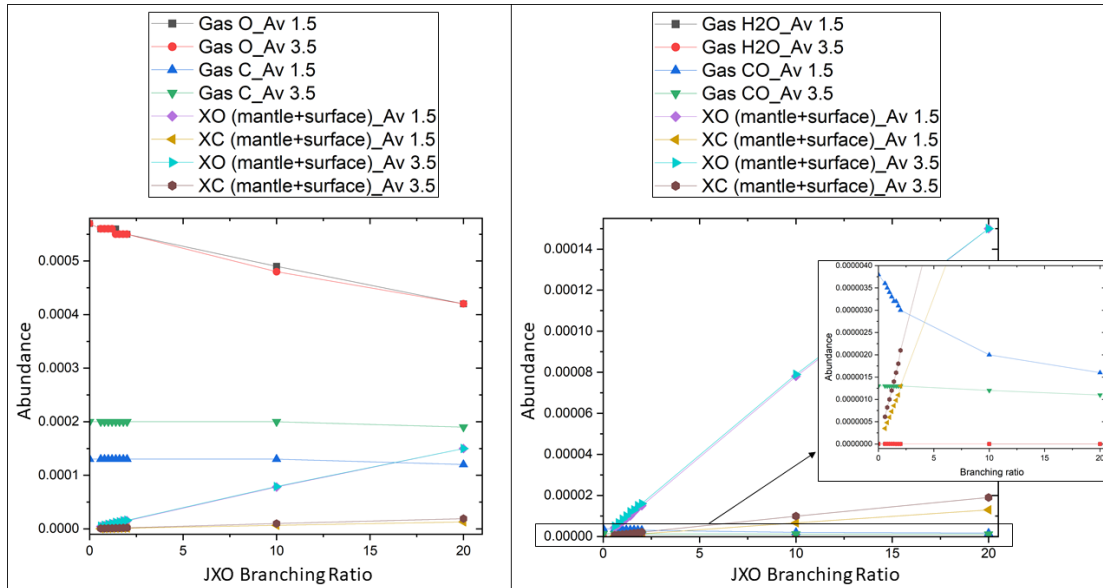 Gas O_Av 1.5
Gas O_Av 3.5
Gas C_Av 1.5
Gas C_Av 3.5
XO (mantle+surface)_Av 1.5
XC (mantle+surface)_Av 1.5
XO (mantle+surface)_Av 3.5
XC (mantle+surface)_Av 3.5
0.0005
0.0004
0.0003
0.0002
0.0001
0.0000
Abundance
0
5
10
15
20
JXO Branching Ratio
Gas H2O_Av 1.5
Gas H2O_Av 3.5
Gas CO_Av 1.5
Gas CO_Av 3.5
XO (mantle+surface)_Av 1.5
XC (mantle+surface)_Av 1.5
XO (mantle+surface)_Av 3.5
XC (mantle+surface)_Av 3.5
0.00014
0.00012
0.00010
0.00008
0.00006
0.00004
0.00002
0.00000
Abundance
0
5
10
15
20
JXO Branching Ratio
0.0000040
0.0000035
0.0000030
0.0000025
0.0000020
0.0000015
0.0000010
0.0000005
0.0000000
Abundance
0
5
10
15
20
Branching ratio